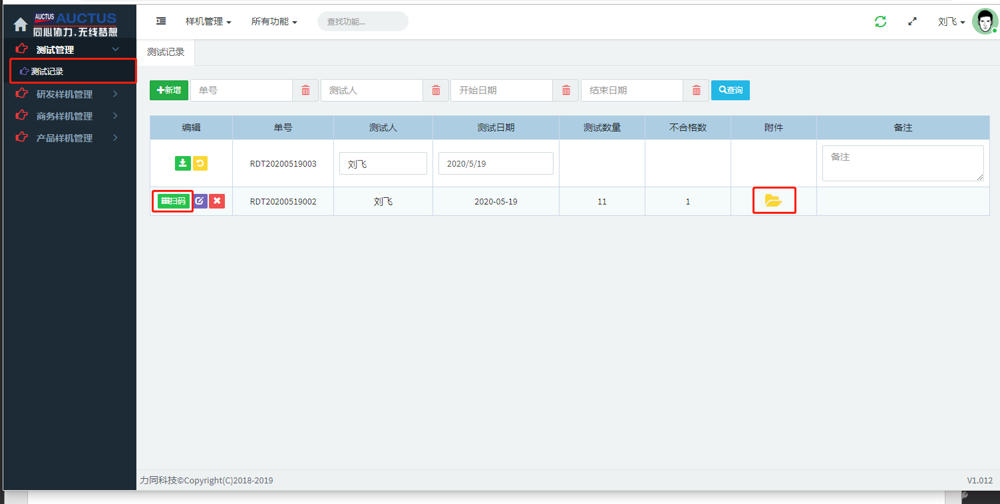 AUCTUS AUCTUS
同心协力.无线梦想
样机管理 所有功能 查找功能... 刘飞
测试管理
测试记录
研发样机管理
商务样机管理
产品样机管理
测试记录
新增 单号 测试人 开始日期 结束日期 查询
编辑 单号 测试人 测试日期 测试数量 不合格数 附件 备注
RDT20200519003 刘飞 2020/5/19 备注
扫码 RDT20200519002 刘飞 2020-05-19 11 1
力同科技©Copyright(C)2018-2019 V1.012